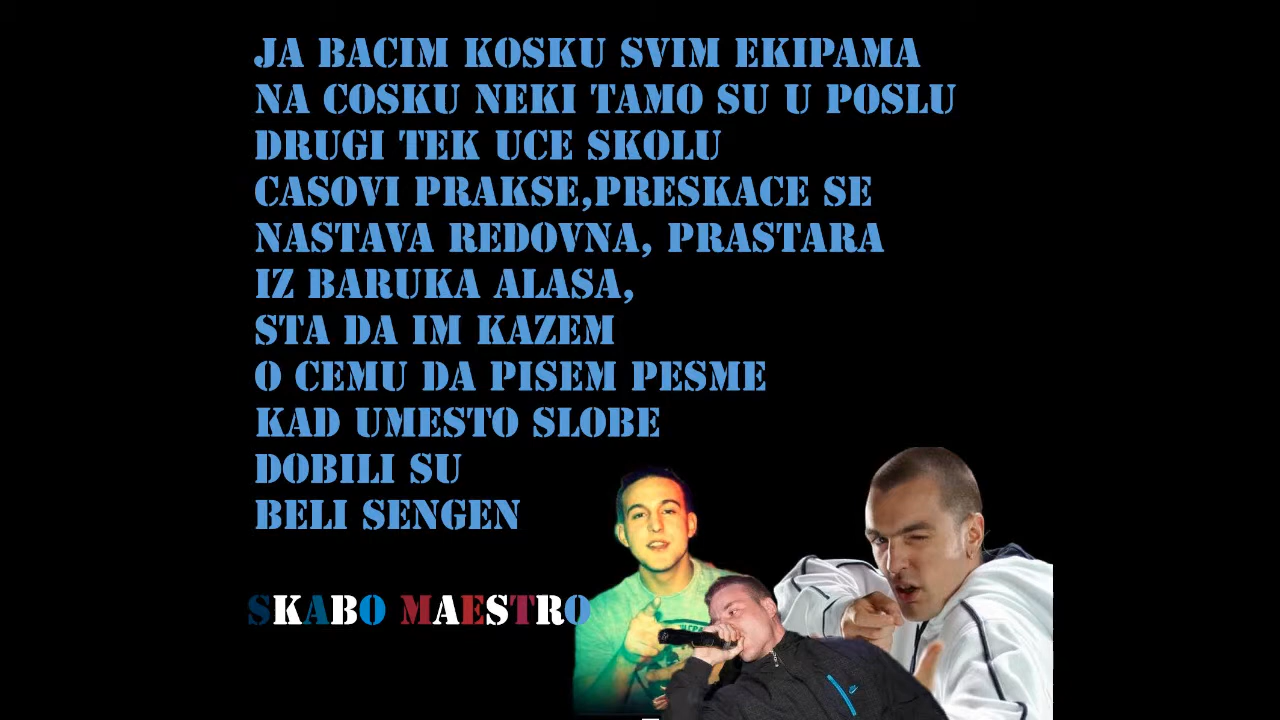 JA BACIM KOSKU SVIM EKIPAMA
NA COSKU NEKI TAMO SU U POSLU
DRUGI TEK UCE SKOLU
CASOVI PRAKSE,PRESKACE SE
NASTAVA REDOVNA, PRASTARA
IZ BARUKA ALASA,
STA DA IM KAZEM
O CEMU DA PISEM PESME
KAD UMESTO SLOBE
DOBILI SU
BELI SENGEN
SKABO MAESTRO